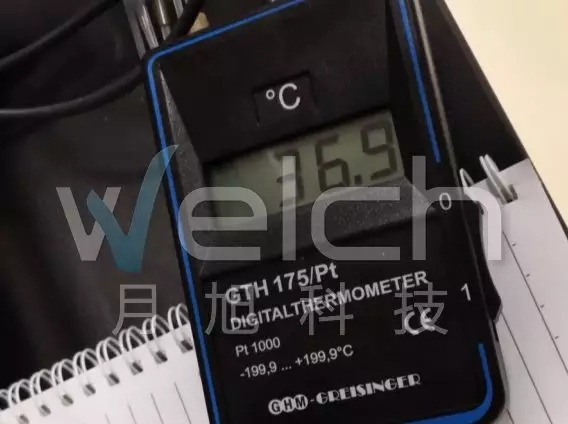 °C
36.9
Welch
0
月旭科技
GTH 175/Pt
DIGITALTHERMOMETER
1
Pt 1000
CE
-199,9 ... +199,9°C
GHM-GREISINGER